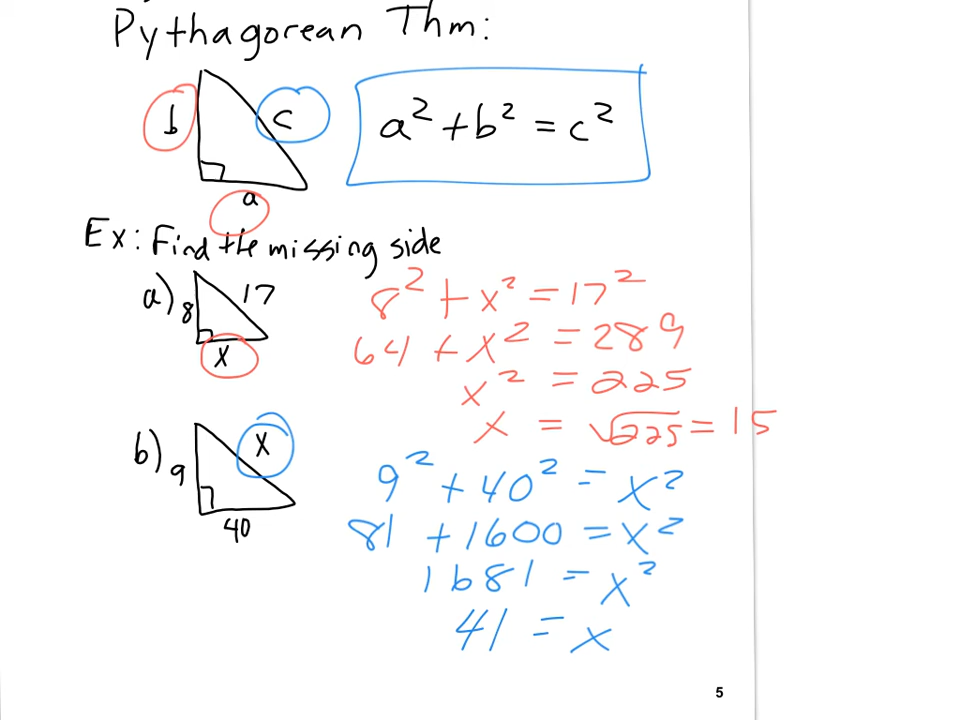 Pythagorean Thm:
b
c
a² + b² = c²
a
Ex: Find the missing side
a) 8
17
x
8² + x² = 17²
64 + x² = 289
x² = 225
x = √225 = 15
b) 9
x
40
9² + 40² = x²
81 + 1600 = x²
1681 = x²
41 = x
5